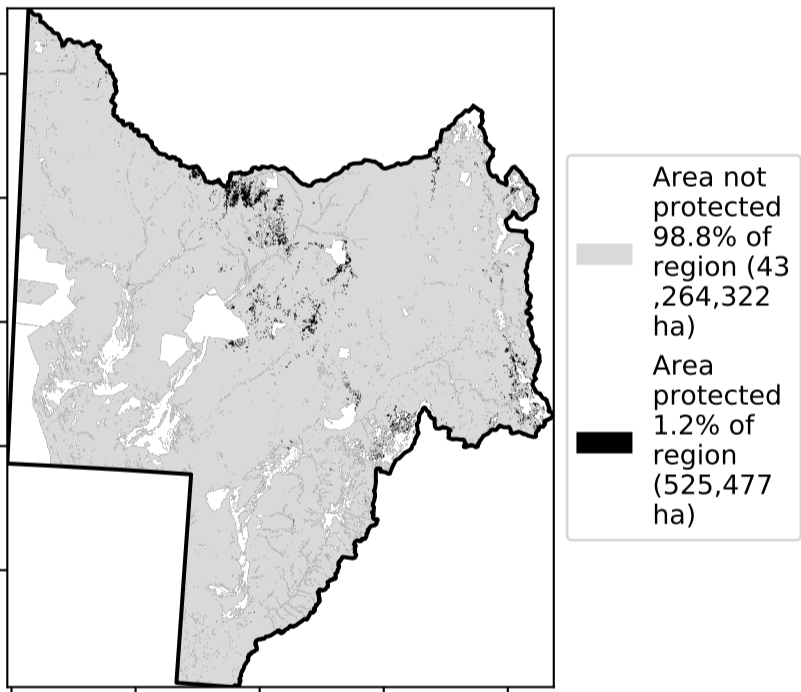 Area not
protected
98.8% of
region (43
,264,322
ha)
Area
protected
1.2% of
region
(525,477
ha)